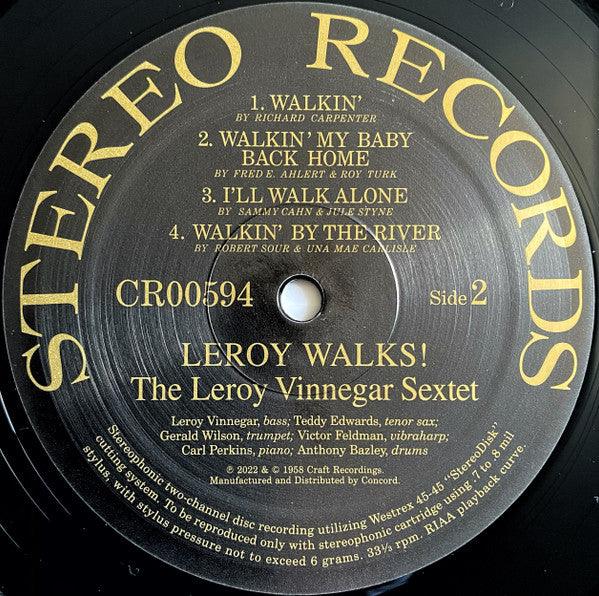 STEREO RECORDS
1. WALKIN'
BY RICHARD CARPENTER
2. WALKIN' MY BABY
BACK HOME
BY FRED E. AHLERT & ROY TURK
3. I'LL WALK ALONE
BY SAMMY CAHN & JULE STYNE
4. WALKIN' BY THE RIVER
BY ROBERT SOUR & UNA MAE CARLISLE
CR00594
Side 2
LEROY WALKS!
The Leroy Vinnegar Sextet
Leroy Vinnegar, bass; Teddy Edwards, tenor sax;
Gerald Wilson, trumpet; Victor Feldman, vibraharp;
Carl Perkins, piano; Anthony Bazley, drums
℗ 2022 & © 1958 Craft Recordings.
Manufactured and Distributed by Concord.
Stereophonic two-channel disc recording utilizing Westrex 45-45 "StereoDisk"
cutting system. To be reproduced only with stereophonic cartridge using .7 to .8 mil
stylus, with stylus pressure not to exceed 6 grams. 33⅓ rpm. RIAA playback curve.